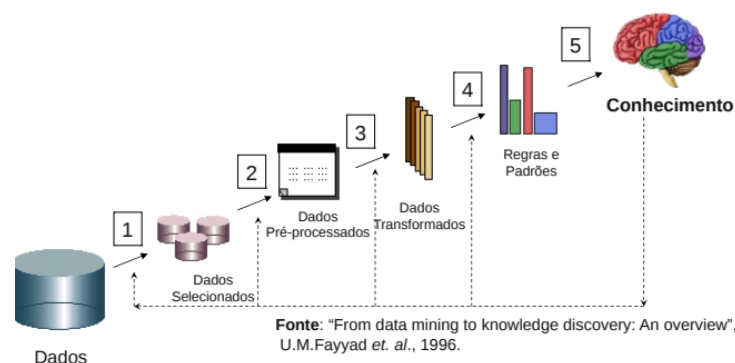 5
4
Conhecimento
3
Regras e
Padrões
2
Dados
Pré-processados
Dados
Transformados
1
Dados
Selecionados
Fonte: “From data mining to knowledge discovery: An overview”,
U.M.Fayyad et. al., 1996.
Dados